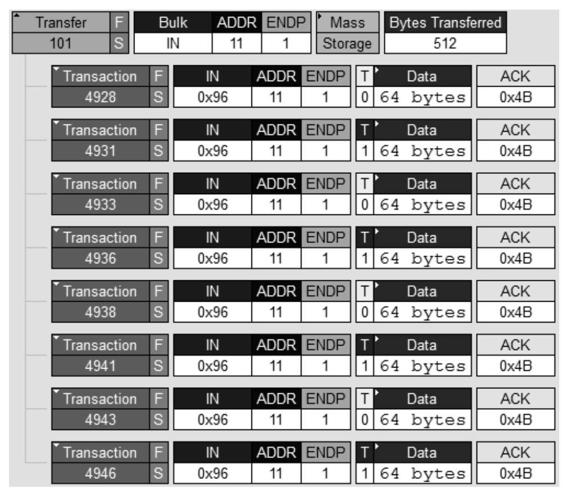 Transfer F Bulk ADDR ENDP Mass Bytes Transferred
101 S IN 11 1 Storage 512
Transaction F IN ADDR ENDP T Data ACK
4928 S 0x96 11 1 0 64 bytes 0x4B
Transaction F IN ADDR ENDP T Data ACK
4931 S 0x96 11 1 1 64 bytes 0x4B
Transaction F IN ADDR ENDP T Data ACK
4933 S 0x96 11 1 0 64 bytes 0x4B
Transaction F IN ADDR ENDP T Data ACK
4936 S 0x96 11 1 1 64 bytes 0x4B
Transaction F IN ADDR ENDP T Data ACK
4938 S 0x96 11 1 0 64 bytes 0x4B
Transaction F IN ADDR ENDP T Data ACK
4941 S 0x96 11 1 1 64 bytes 0x4B
Transaction F IN ADDR ENDP T Data ACK
4943 S 0x96 11 1 0 64 bytes 0x4B
Transaction F IN ADDR ENDP T Data ACK
4946 S 0x96 11 1 1 64 bytes 0x4B